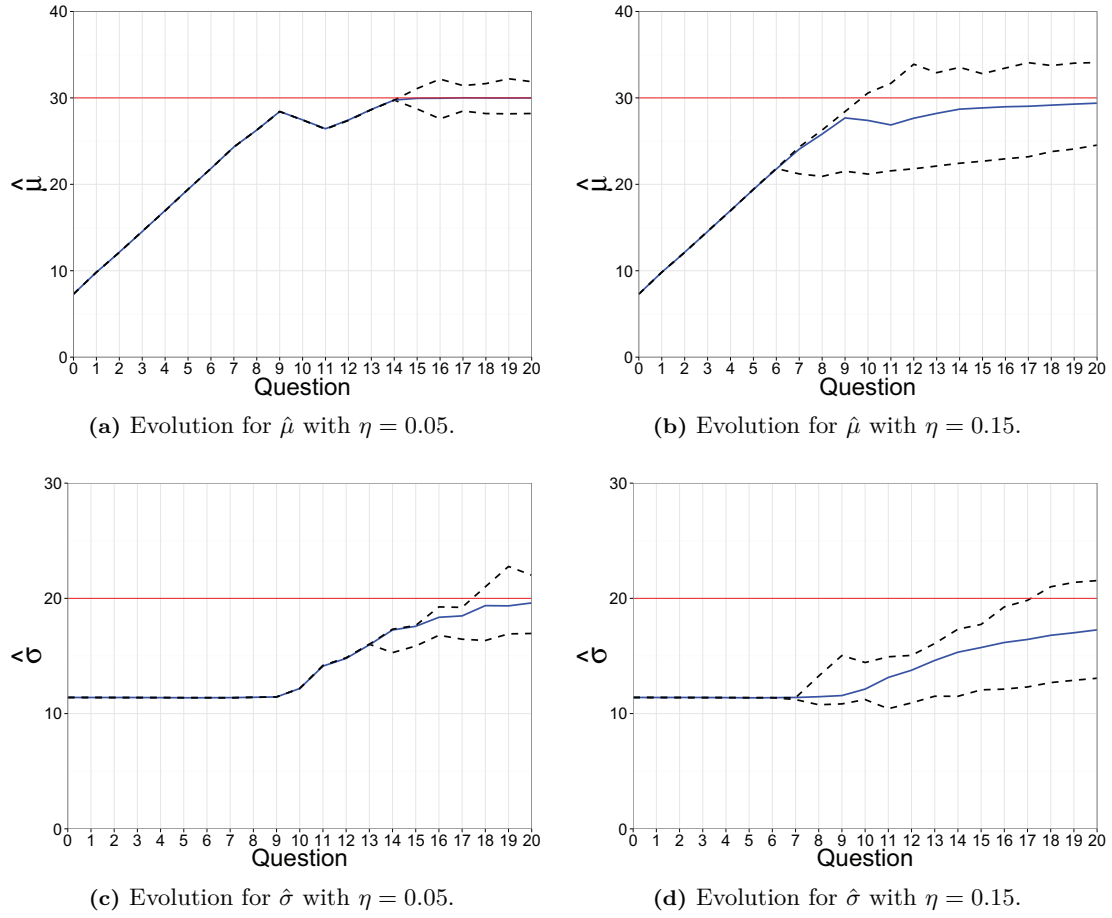 40
30
20
10
0
μ̂
0 1 2 3 4 5 6 7 8 9 10 11 12 13 14 15 16 17 18 19 20
Question
(a) Evolution for μ̂ with η = 0.05.
40
30
20
10
0
μ̂
0 1 2 3 4 5 6 7 8 9 10 11 12 13 14 15 16 17 18 19 20
Question
(b) Evolution for μ̂ with η = 0.15.
30
20
10
0
σ̂
0 1 2 3 4 5 6 7 8 9 10 11 12 13 14 15 16 17 18 19 20
Question
(c) Evolution for σ̂ with η = 0.05.
30
20
10
0
σ̂
0 1 2 3 4 5 6 7 8 9 10 11 12 13 14 15 16 17 18 19 20
Question
(d) Evolution for σ̂ with η = 0.15.